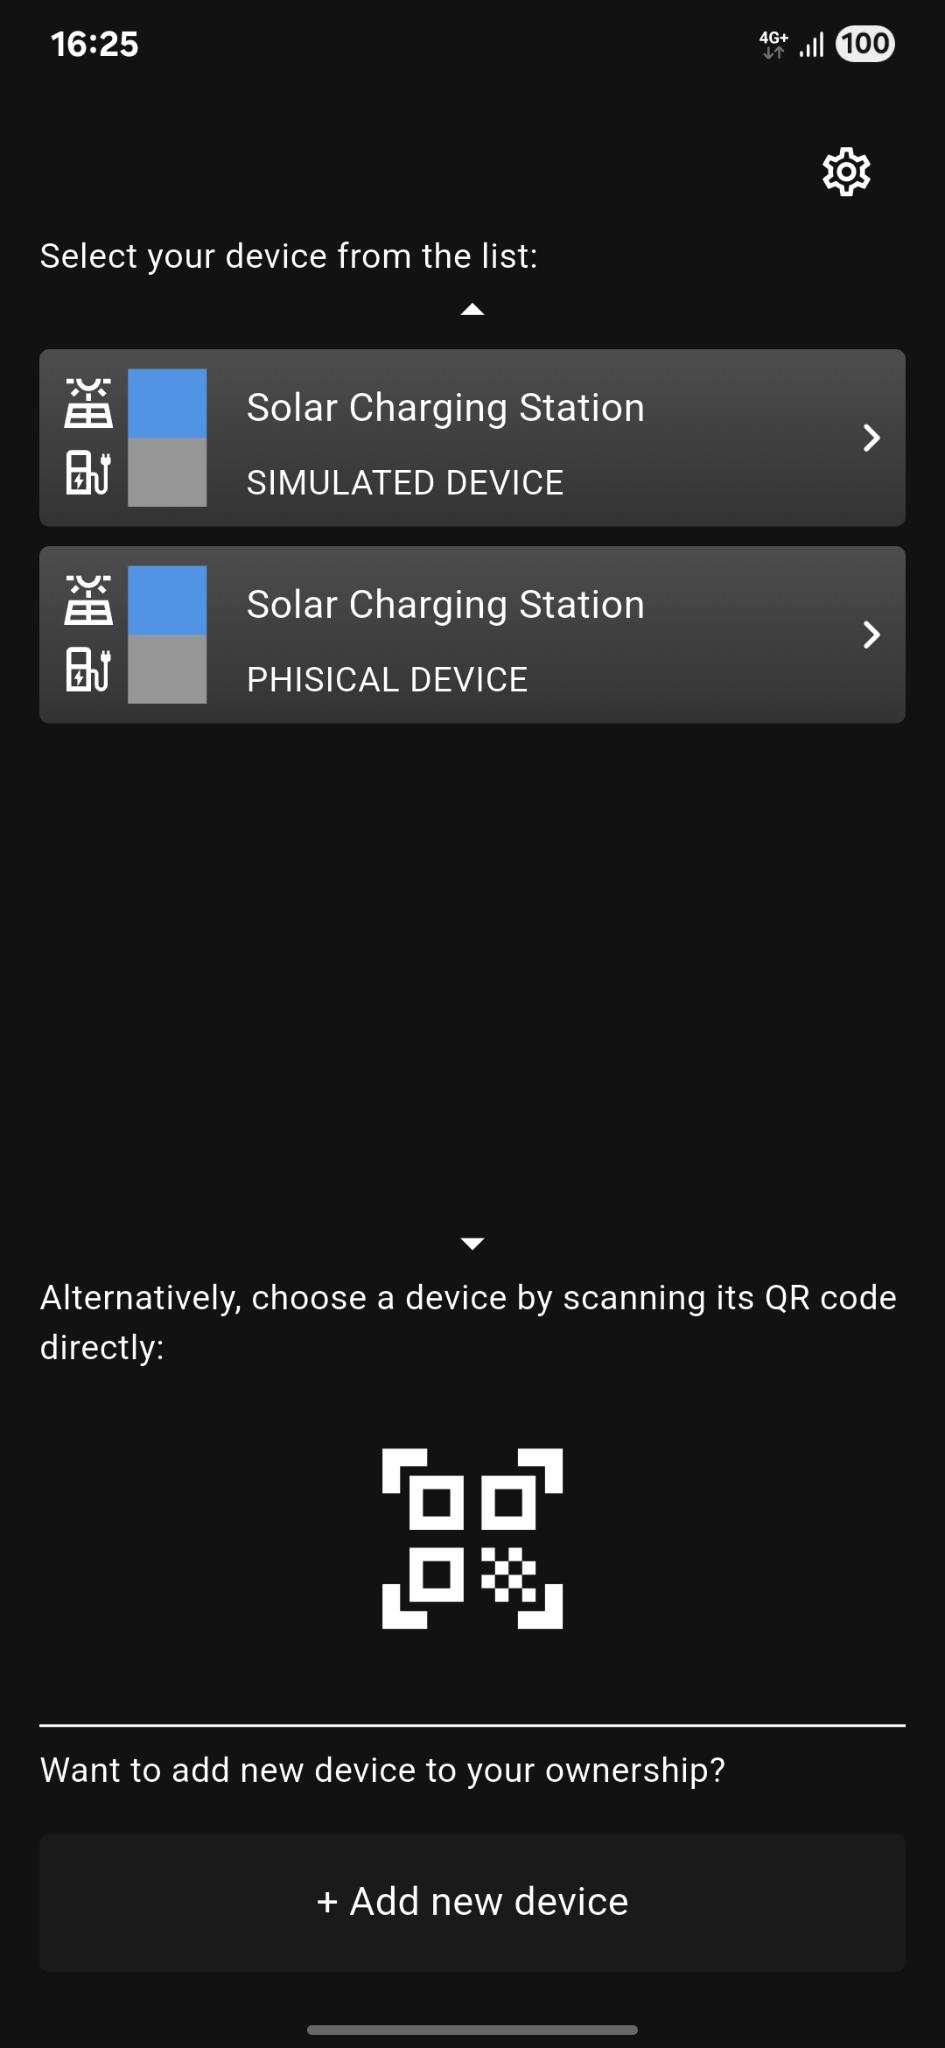 16:25
4G+
100
Select your device from the list:
Solar Charging Station
SIMULATED DEVICE
Solar Charging Station
PHISICAL DEVICE
Alternatively, choose a device by scanning its QR code
directly:
Want to add new device to your ownership?
+ Add new device